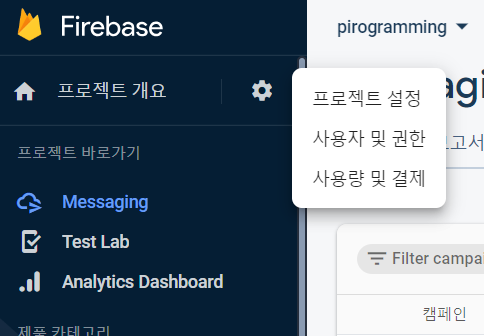 Firebase
pirogramming
프로젝트 개요
프로젝트 설정
사용자 및 권한
사용량 및 결제
프로젝트 바로가기
Messaging
Test Lab
Analytics Dashboard
제품 카테고리
agi
고서
Filter campa
캠페인